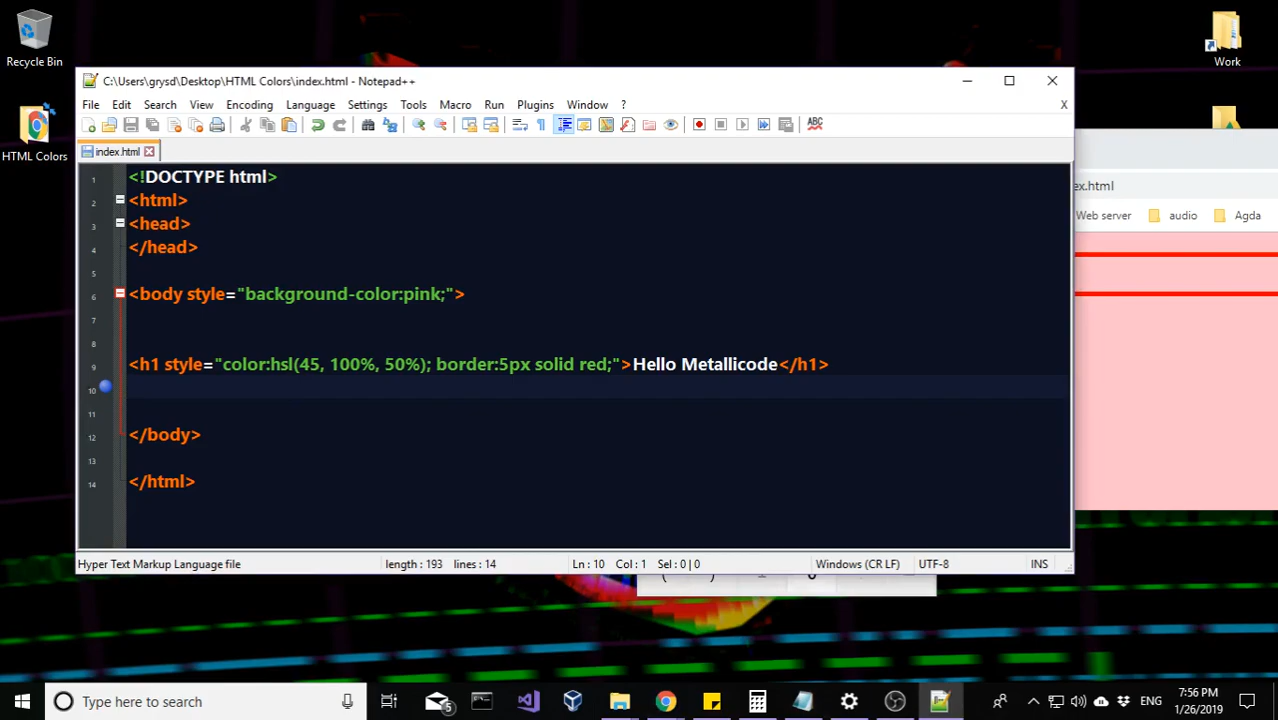 Recycle Bin
HTML Colors
Work
C:\Users\grysd\Desktop\HTML Colors\index.html - Notepad++
File Edit Search View Encoding Language Settings Tools Macro Run Plugins Window ? X
ABC
index.html
1 <!DOCTYPE html>
2 <html>
3 <head>
4 </head>
5
6 <body style="background-color:pink;">
7
8
9 <h1 style="color:hsl(45, 100%, 50%); border:5px solid red;">Hello Metallicode</h1>
10
11
12 </body>
13
14 </html>
Hyper Text Markup Language file length : 193 lines : 14 Ln : 10 Col : 1 Sel : 0 | 0 Windows (CR LF) UTF-8 INS
ex.html
Web server audio Agda
Type here to search
5
ENG
7:56 PM
1/26/2019